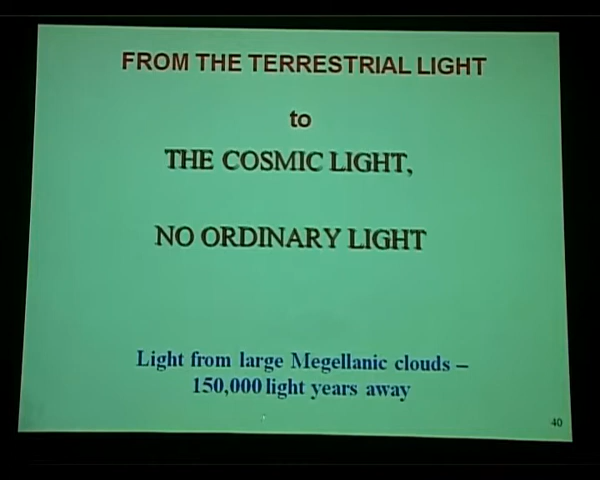 FROM THE TERRESTRIAL LIGHT
to
THE COSMIC LIGHT,
NO ORDINARY LIGHT
Light from large Megellanic clouds –
150,000 light years away
40